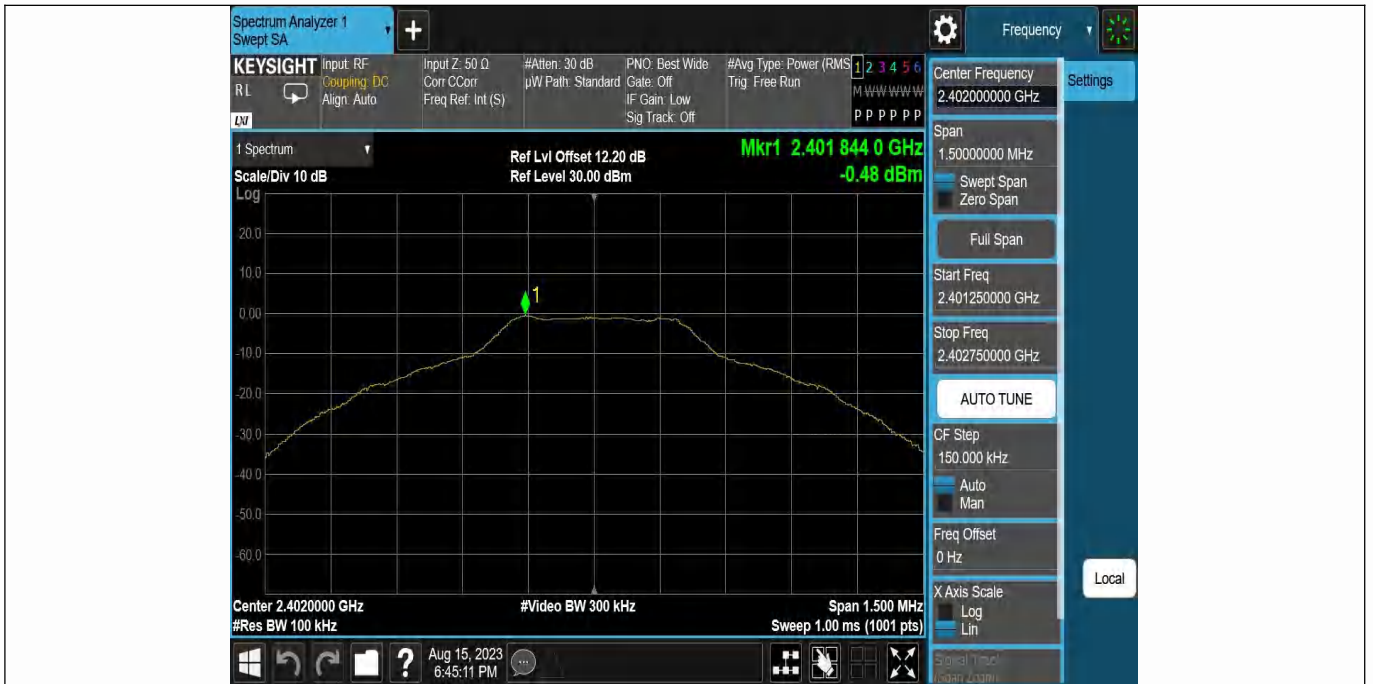 Spectrum Analyzer 1
Swept SA
+
Frequency
KEYSIGHT
RL
LXI
Input: RF
Coupling: DC
Align: Auto
Input Z: 50 Ω
Corr CCorr
Freq Ref: Int (S)
#Atten: 30 dB
µW Path: Standard
PNO: Best Wide
Gate: Off
IF Gain: Low
Sig Track: Off
#Avg Type: Power (RMS
Trig: Free Run
1 2 3 4 5 6
M W W W W W
P P P P P P
1 Spectrum
Scale/Div 10 dB
Log
Ref Lvl Offset 12.20 dB
Ref Level 30.00 dBm
Mkr1 2.401 844 0 GHz
-0.48 dBm
20.0
10.0
0.00
-10.0
-20.0
-30.0
-40.0
-50.0
-60.0
1
Center 2.4020000 GHz
#Res BW 100 kHz
#Video BW 300 kHz
Span 1.500 MHz
Sweep 1.00 ms (1001 pts)
Aug 15, 2023
6:45:11 PM
Center Frequency
2.402000000 GHz
Settings
Span
1.50000000 MHz
Swept Span
Zero Span
Full Span
Start Freq
2.401250000 GHz
Stop Freq
2.402750000 GHz
AUTO TUNE
CF Step
150.000 kHz
Auto
Man
Freq Offset
0 Hz
X Axis Scale
Log
Lin
Local
Signal Track
(Span Zoom)